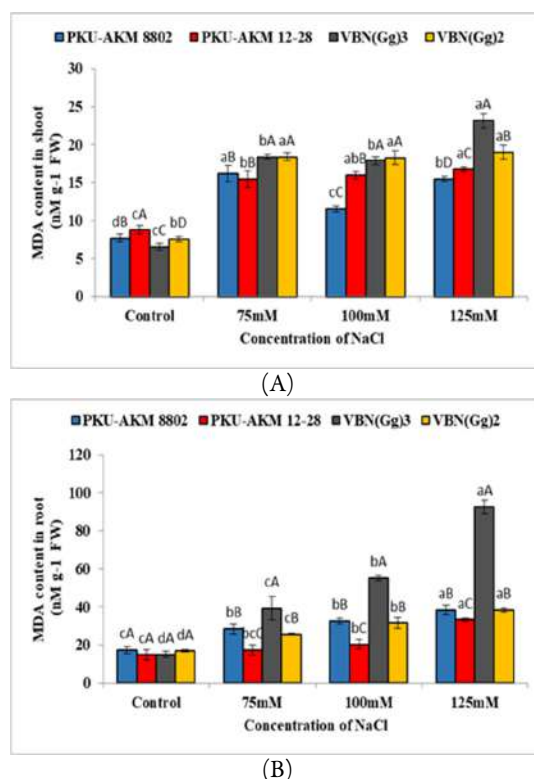 PKU-AKM 8802 PKU-AKM 12-28 VBN(Gg)3 VBN(Gg)2
MDA content in shoot
(nM g-1 FW)
30
25
20
15
10
5
0
dB cA cC bD
aB bB bA aA
cC abB aA aA
bD aC aA aB
Control 75mM 100mM 125mM
Concentration of NaCl
(A)
PKU-AKM 8802 PKU-AKM 12-28 VBN(Gg)3 VBN(Gg)2
MDA content in root
(nM g-1 FW)
120
100
80
60
40
20
0
cA cA dA dA
bB bcC cA cB
bB bC bA bB
aB aC aA aB
Control 75mM 100mM 125mM
Concentration of NaCl
(B)